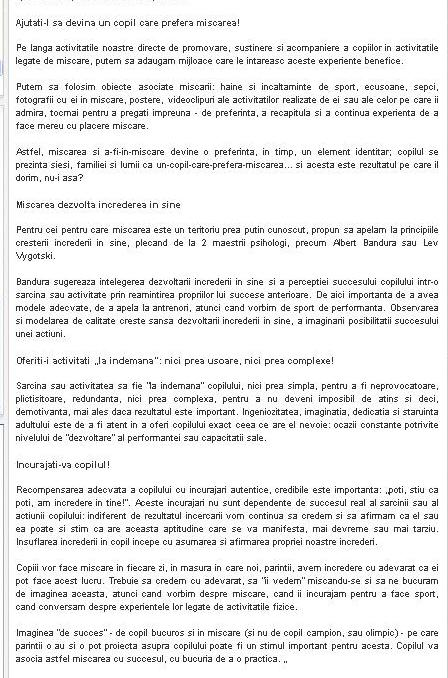 Ajutati-l sa devina un copil care prefera miscarea!
Pe langa activitatile noastre directe de promovare, sustinere si acompaniere a copiilor in activitatile
legate de miscare, putem sa adaugam mijloace care le intareasc aceste experiente benefice.
Putem sa folosim obiecte asociate miscarii: haine si incaltaminte de sport, ecusoane, sepci,
fotografii cu ei in miscare, postere, videoclipuri ale activitatilor realizate de ei sau ale celor pe care ii
admira, tocmai pentru a pregati impreuna - de preferinta, a recapitula si a continua experienta de a
face mereu cu placere miscare.
Astfel, miscarea si a-fi-in-miscare devine o preferinta, in timp, un element identitar; copilul se
prezinta siesi, familiei si lumii ca un-copil-care-prefera-miscarea... si acesta este rezultatul pe care il
dorim, nu-i asa?
Miscarea dezvolta increderea in sine
Pentru cei pentru care miscarea este un teritoriu prea putin cunoscut, propun sa apelam la principiile
cresterii increderii in sine, plecand de la 2 maestrii psihologi, precum Albert Bandura sau Lev
Vygotski.
Bandura sugereaza intelegerea dezvoltarii increderii in sine si a perceptiei succesului copilului intr-o
sarcina sau activitate prin reamintirea propriilor lui succese anterioare. De aici importanta de a avea
modele adecvate, de a apela la antrenori, atunci cand vorbim de sport de performanta. Observarea
si modelarea de calitate creste sansa dezvoltarii increderii in sine, a imaginarii posibilitatii succesului
unei actiuni.
Oferiti-i activitati „la indemana”: nici prea usoare, nici prea complexe!
Sarcina sau activitatea sa fie "la indemana" copilului, nici prea simpla, pentru a fi neprovocatoare,
plictisitoare, redundanta, nici prea complexa, pentru a nu deveni imposibil de atins si deci,
demotivanta, mai ales daca rezultatul este important. Ingeniozitatea, imaginatia, dedicatia si staruinta
adultului este de a fi atent in a oferi copilului exact ceea ce are el nevoie: ocazii constante potrivite
nivelului de "dezvoltare" al performantei sau capacitatii sale.
Incurajati-va copilul!
Recompensarea adecvata a copilului cu incurajari autentice, credibile este importanta: „poti, stiu ca
poti, am incredere in tine!”. Aceste incurajari nu sunt dependente de succesul real al sarcinii sau al
actiunii copilului: indiferent de rezultatul incercarii vom continua sa credem si sa afirmam ca el sau
ea poate si stim ca are aceasta aptitudine care se va manifesta, mai devreme sau mai tarziu.
Insuflarea increderii in copil incepe cu asumarea si afirmarea propriei noastre increderi.
Copiii vor face miscare in fiecare zi, in masura in care noi, parintii, avem incredere cu adevarat ca ei
pot face acest lucru. Trebuie sa credem cu adevarat, sa "ii vedem" miscandu-se si sa ne bucuram
de imaginea aceasta, atunci cand vorbim despre miscare, cand ii incurajam pentru a face sport,
cand conversam despre experientele lor legate de activitatile fizice.
Imaginea "de succes" - de copil bucuros si in miscare (si nu de copil campion, sau olimpic) - pe care
parintii o au si o pot proiecta asupra copilului poate fi un stimul important pentru acesta. Copilul va
asocia astfel miscarea cu succesul, cu bucuria de a o practica. „